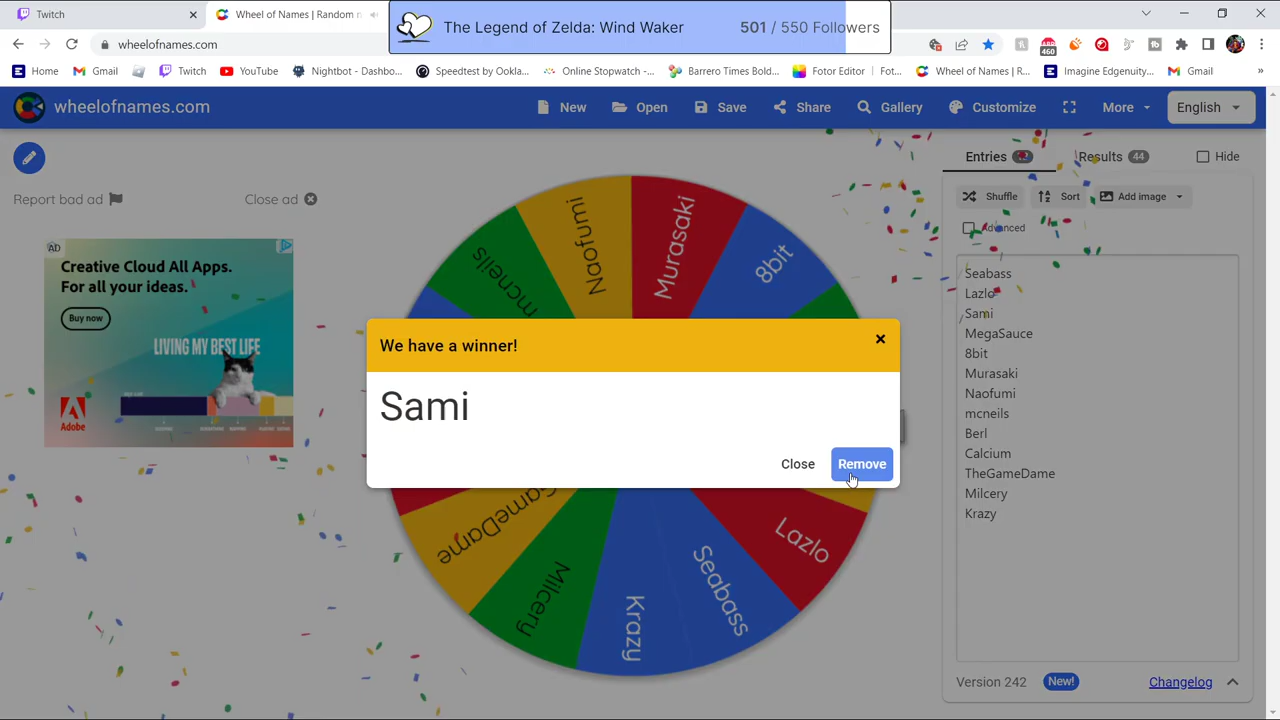 Twitch
Wheel of Names | Random n
The Legend of Zelda: Wind Waker
501 / 550 Followers
wheelofnames.com
460
Home
Gmail
Twitch
YouTube
Nightbot - Dashbo...
Speedtest by Ookla...
Online Stopwatch -...
Barrero Times Bold...
Fotor Editor
Fot...
Wheel of Names | R...
Imagine Edgenuity...
Gmail
»
wheelofnames.com
New
Open
Save
Share
Gallery
Customize
More
English
Report bad ad
Close ad
Entries
Results 44
Hide
Shuffle
Sort
Add image
Advanced
AD
Creative Cloud All Apps.
For all your ideas.
Buy now
LIVING MY BEST LIFE
Adobe
mcneils
Naofumi
Murasaki
8bit
We have a winner!
Sami
Close
Remove
GameDame
Milcery
Krazy
Seabass
Lazlo
Seabass
Lazlo
Sami
MegaSauce
8bit
Murasaki
Naofumi
mcneils
Berl
Calcium
TheGameDame
Milcery
Krazy
Version 242
New!
Changelog